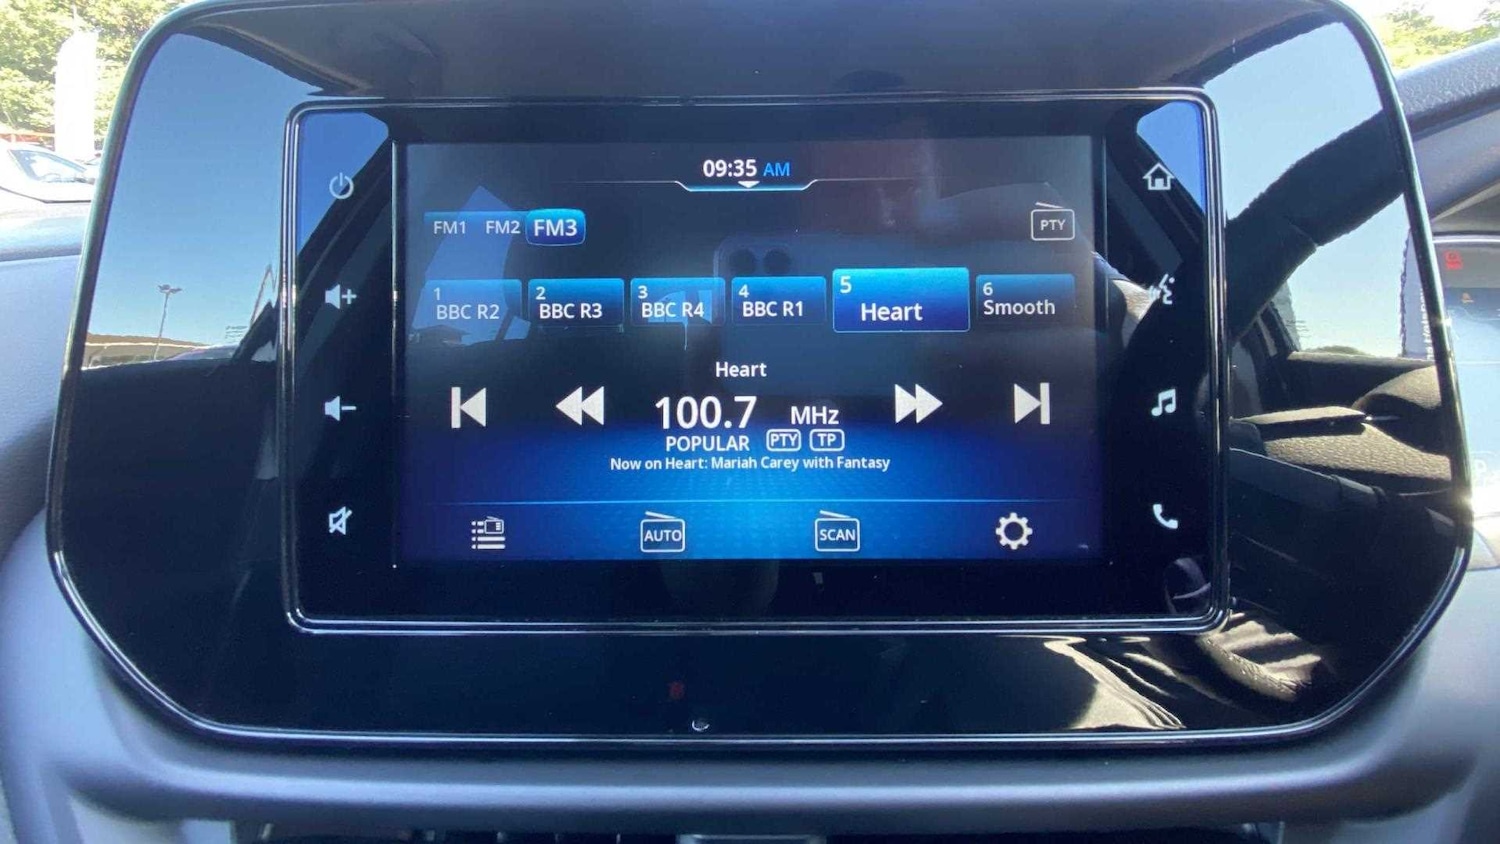 09:35 AM
FM1 FM2 FM3
PTY
1 BBC R2
2 BBC R3
3 BBC R4
4 BBC R1
5 Heart
6 Smooth
Heart
100.7 MHz
POPULAR PTY TP
Now on Heart: Mariah Carey with Fantasy
AUTO
SCAN